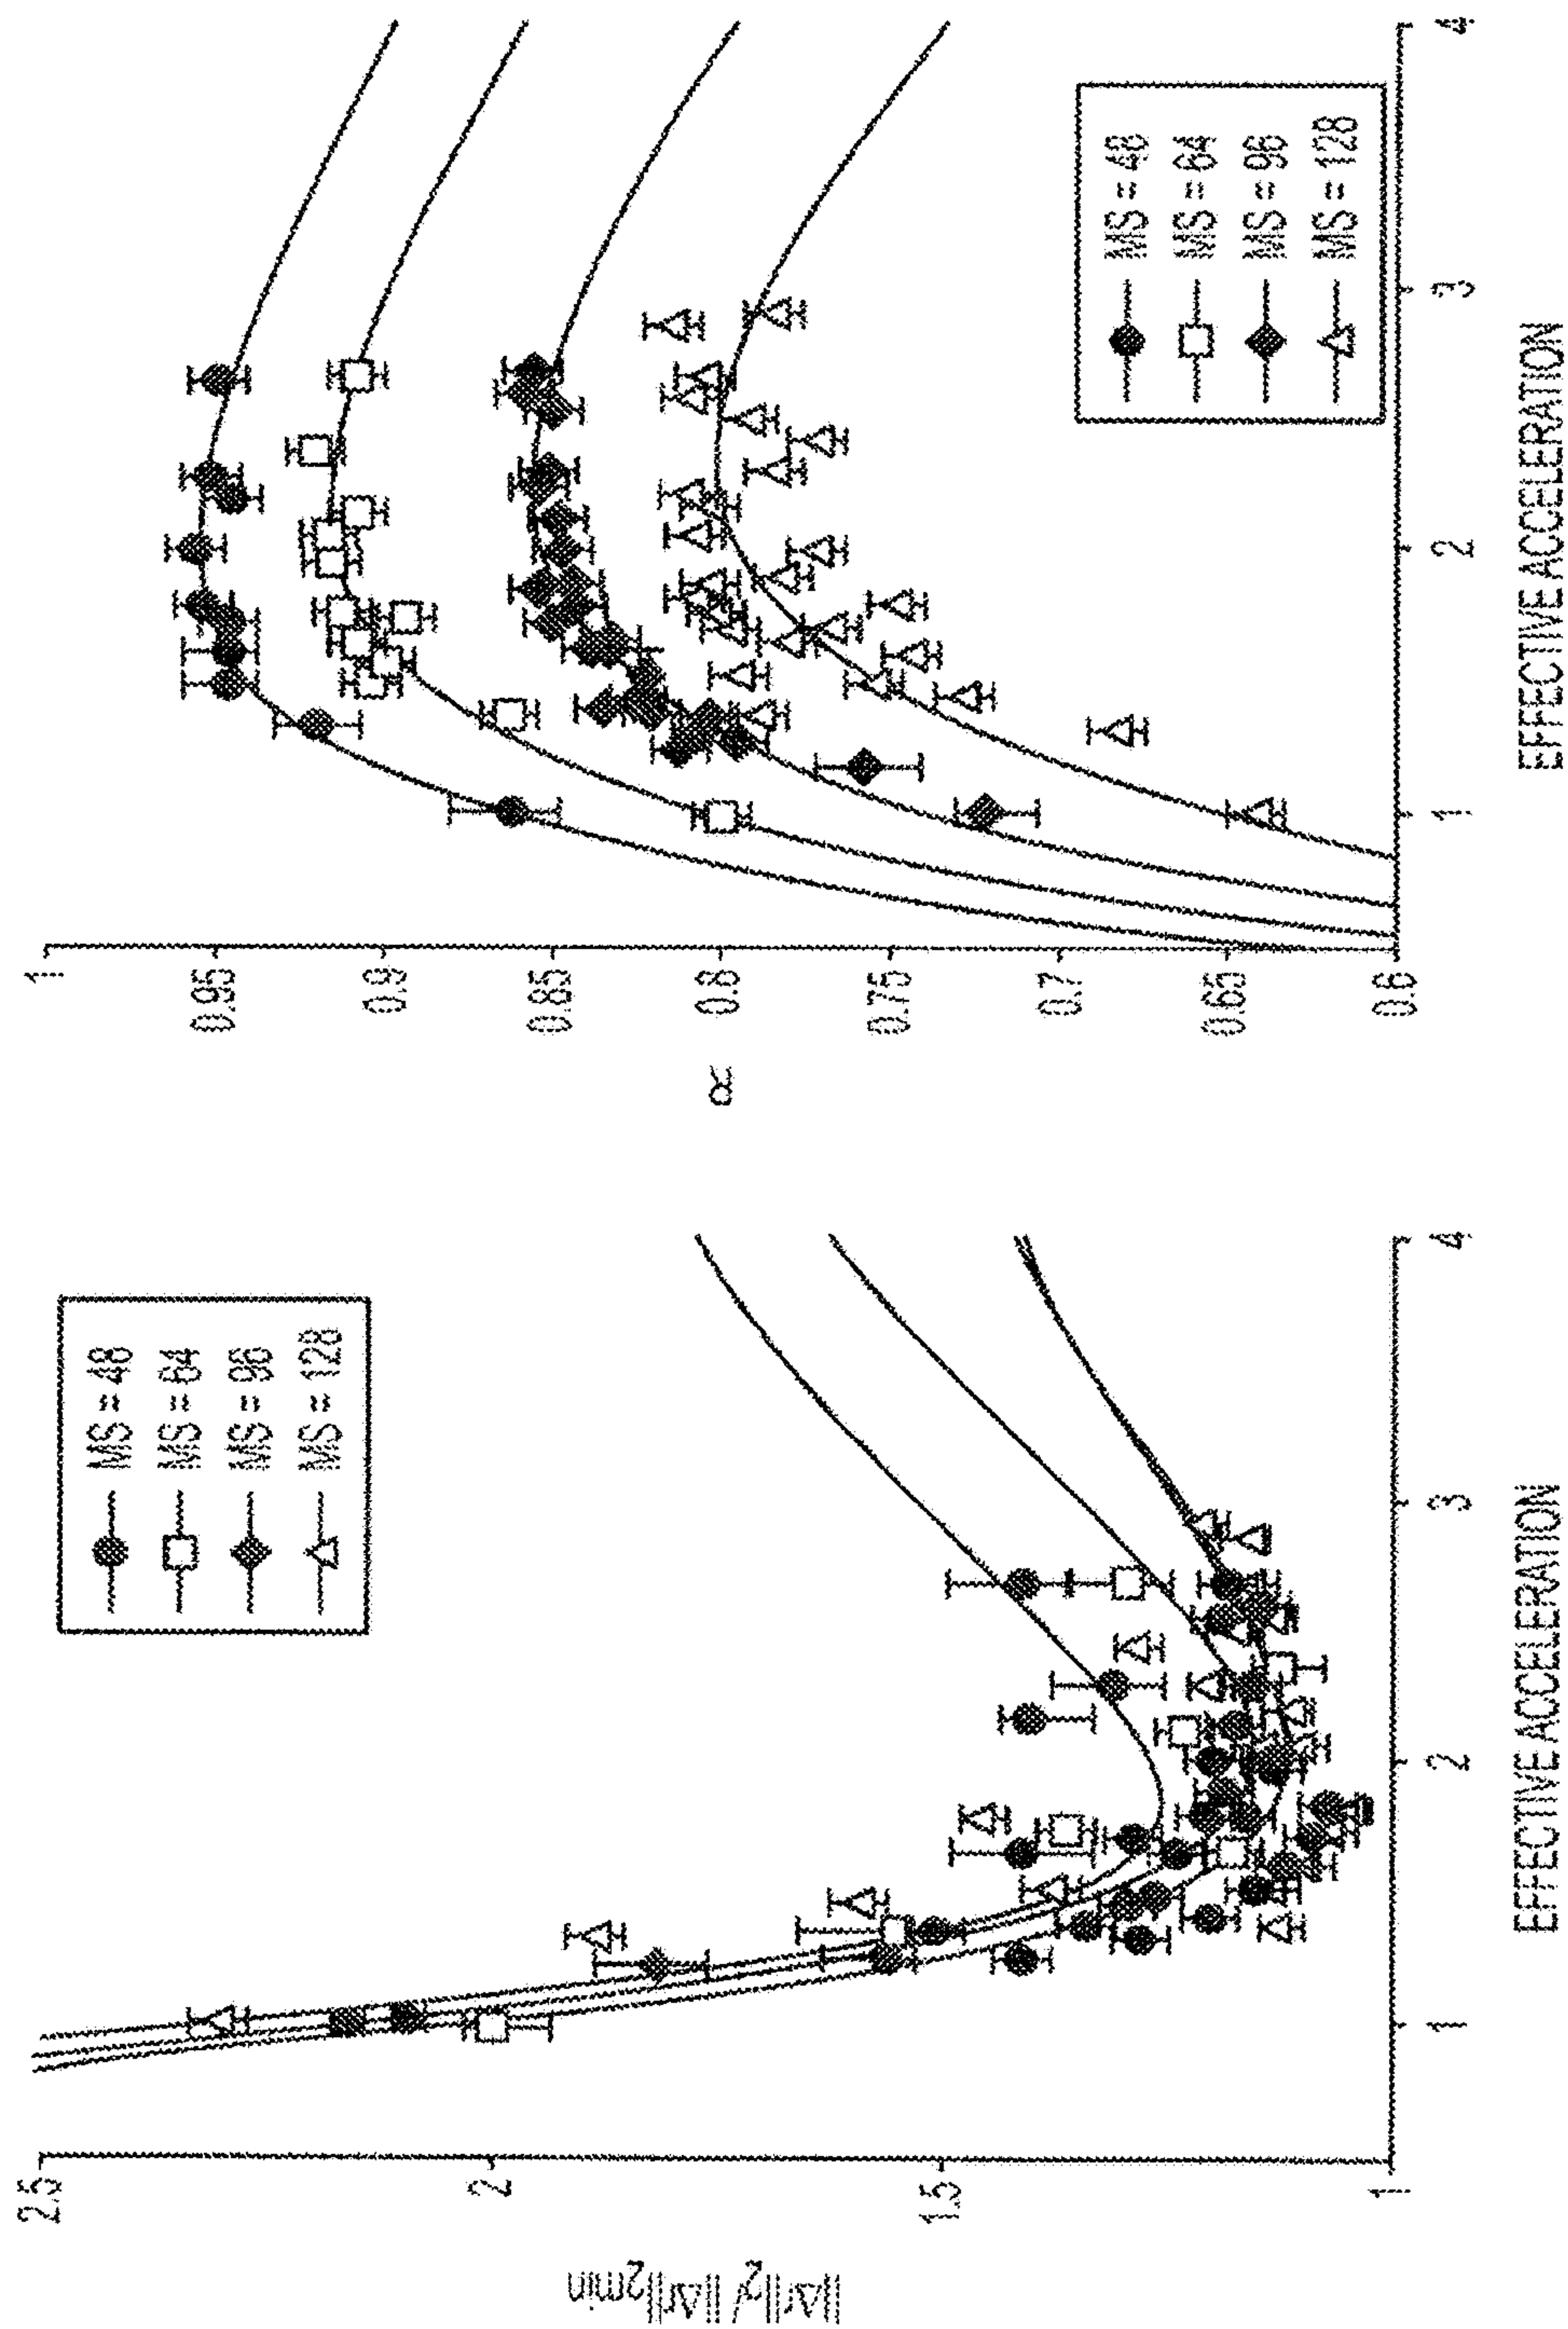 ||Δr||2/||Δr||2min
2.5
2
1.5
1
1
2
3
4
EFFECTIVE ACCELERATION
MS = 48
MS = 64
MS = 96
MS = 128
R
1
0.95
0.9
0.85
0.8
0.75
0.7
0.65
0.6
1
2
3
4
EFFECTIVE ACCELERATION
MS = 48
MS = 64
MS = 96
MS = 128